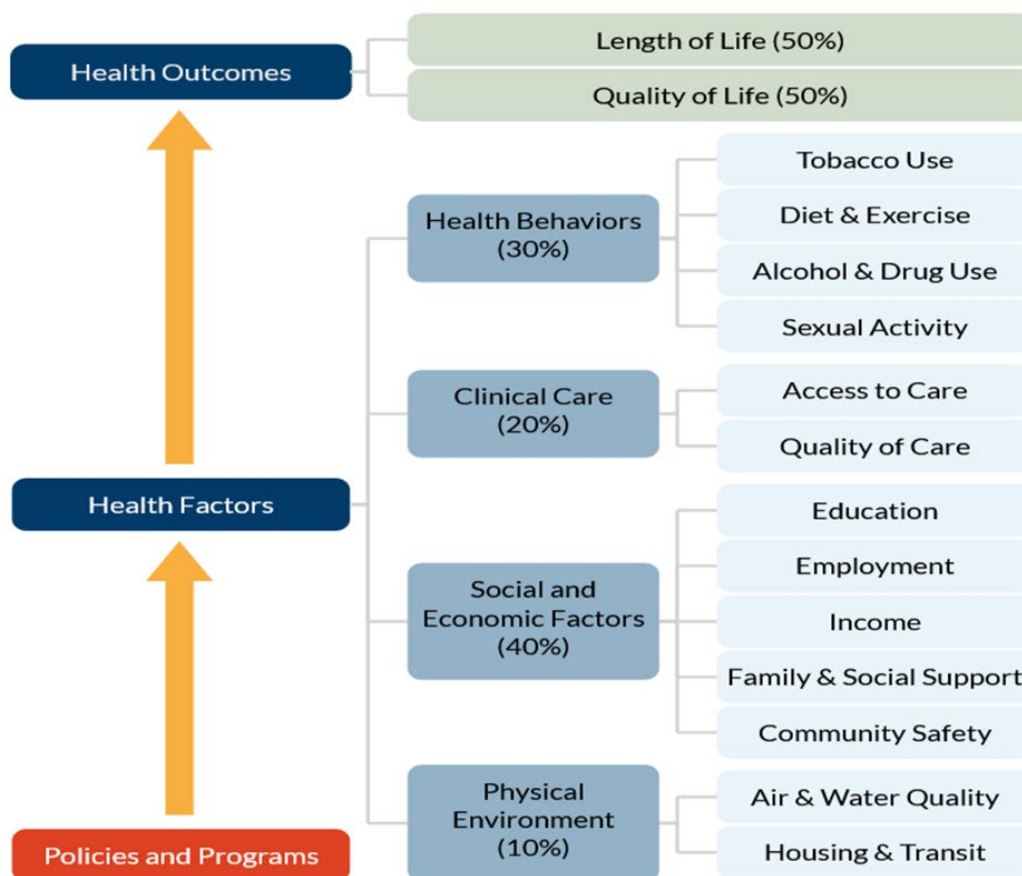 Health Outcomes
Length of Life (50%)
Quality of Life (50%)
Health Factors
Health Behaviors
(30%)
Tobacco Use
Diet & Exercise
Alcohol & Drug Use
Sexual Activity
Clinical Care
(20%)
Access to Care
Quality of Care
Social and
Economic Factors
(40%)
Education
Employment
Income
Family & Social Support
Community Safety
Physical
Environment
(10%)
Air & Water Quality
Housing & Transit
Policies and Programs